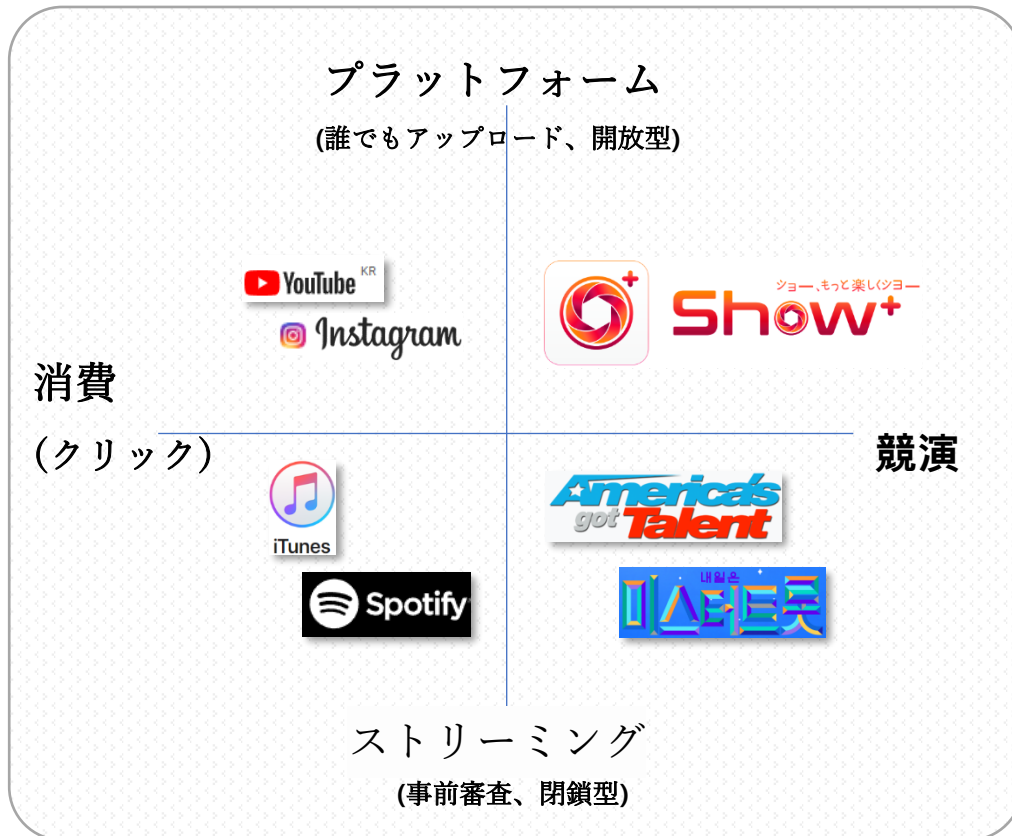 プラットフォーム
(誰でもアップロード、開放型)
YouTube KR
Instagram
ショー、もっと楽しくショー
Show+
消費
(クリック)
競演
iTunes
America's
got Talent
Spotify
내일은
미스터트롯
ストリーミング
(事前審査、閉鎖型)